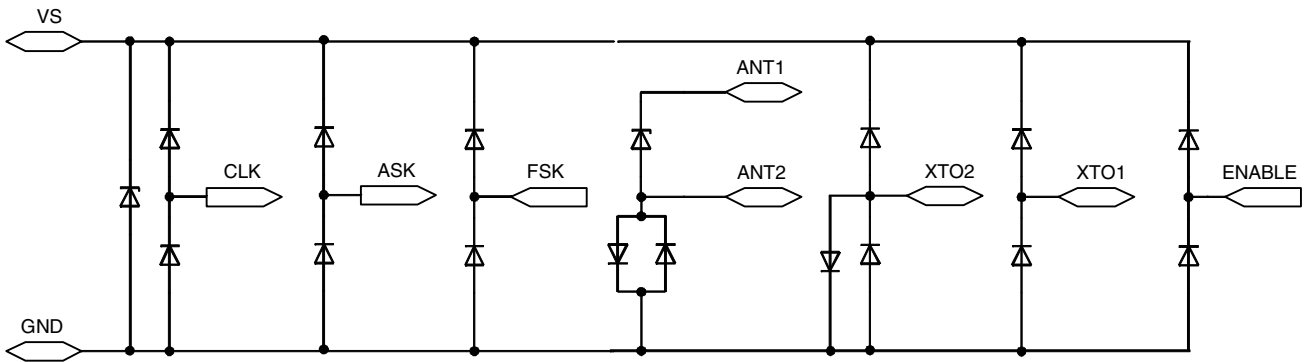 VS
ANT1
CLK
ASK
FSK
ANT2
XTO2
XTO1
ENABLE
GND